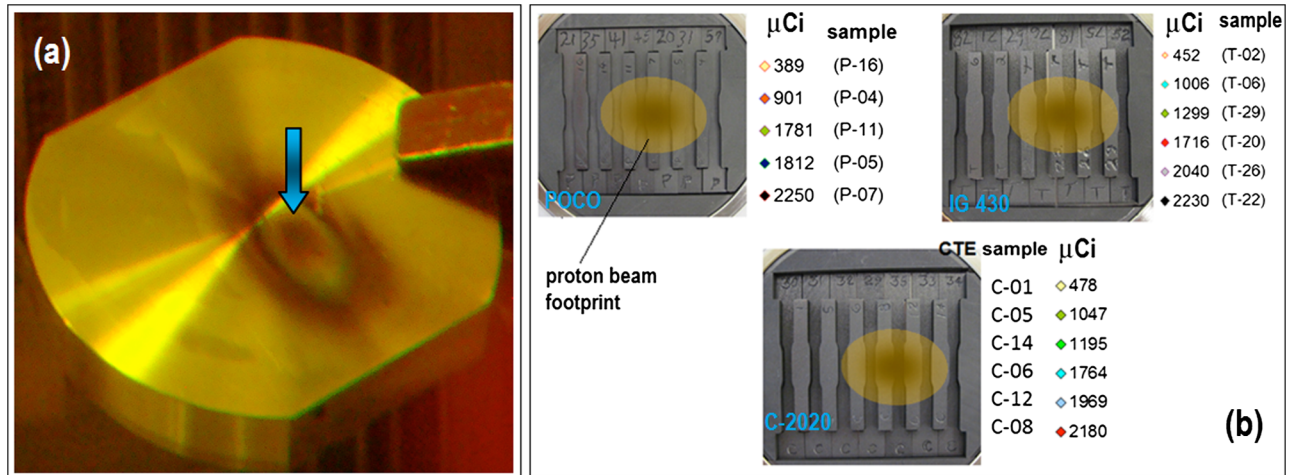 (a)
POCO
μCi sample
389 (P-16)
901 (P-04)
1781 (P-11)
1812 (P-05)
2250 (P-07)
proton beam
footprint
IG 430
μCi sample
452 (T-02)
1006 (T-06)
1299 (T-29)
1716 (T-20)
2040 (T-26)
2230 (T-22)
C-2020
CTE sample μCi
C-01 478
C-05 1047
C-14 1195
C-06 1764
C-12 1969
C-08 2180
(b)